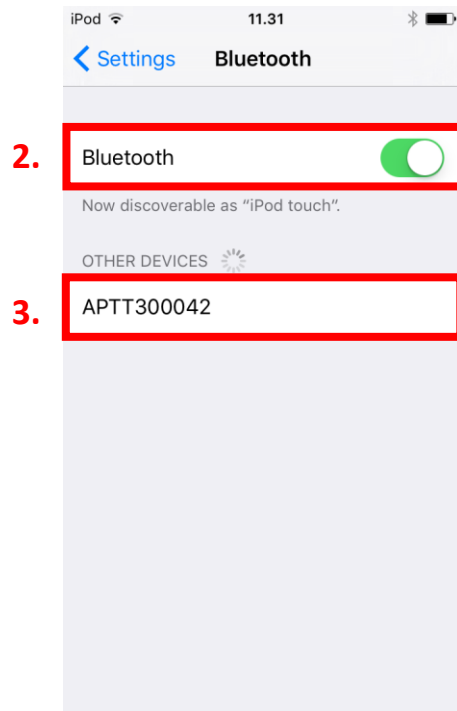 iPod 11.31
Settings Bluetooth
2. Bluetooth
Now discoverable as “iPod touch”.
OTHER DEVICES
3. APTT300042